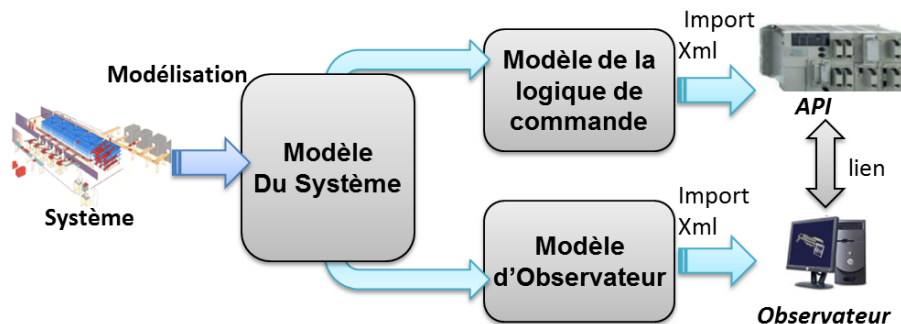 Système
Modélisation
Modèle
Du Système
Modèle de la
logique de
commande
Import
Xml
API
lien
Modèle
d'Observateur
Import
Xml
Observateur